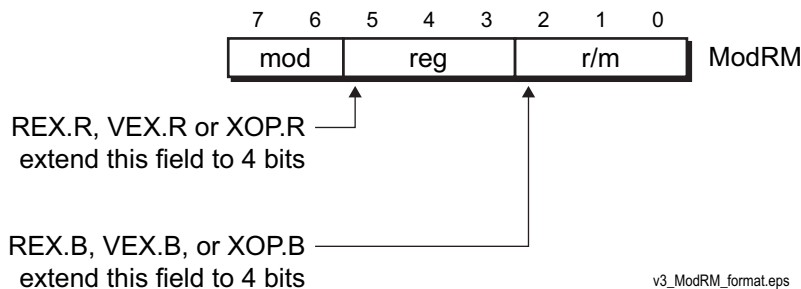 7 6 5 4 3 2 1 0
mod reg r/m ModRM
REX.R, VEX.R or XOP.R
extend this field to 4 bits
REX.B, VEX.B, or XOP.B
extend this field to 4 bits
v3_ModRM_format.eps